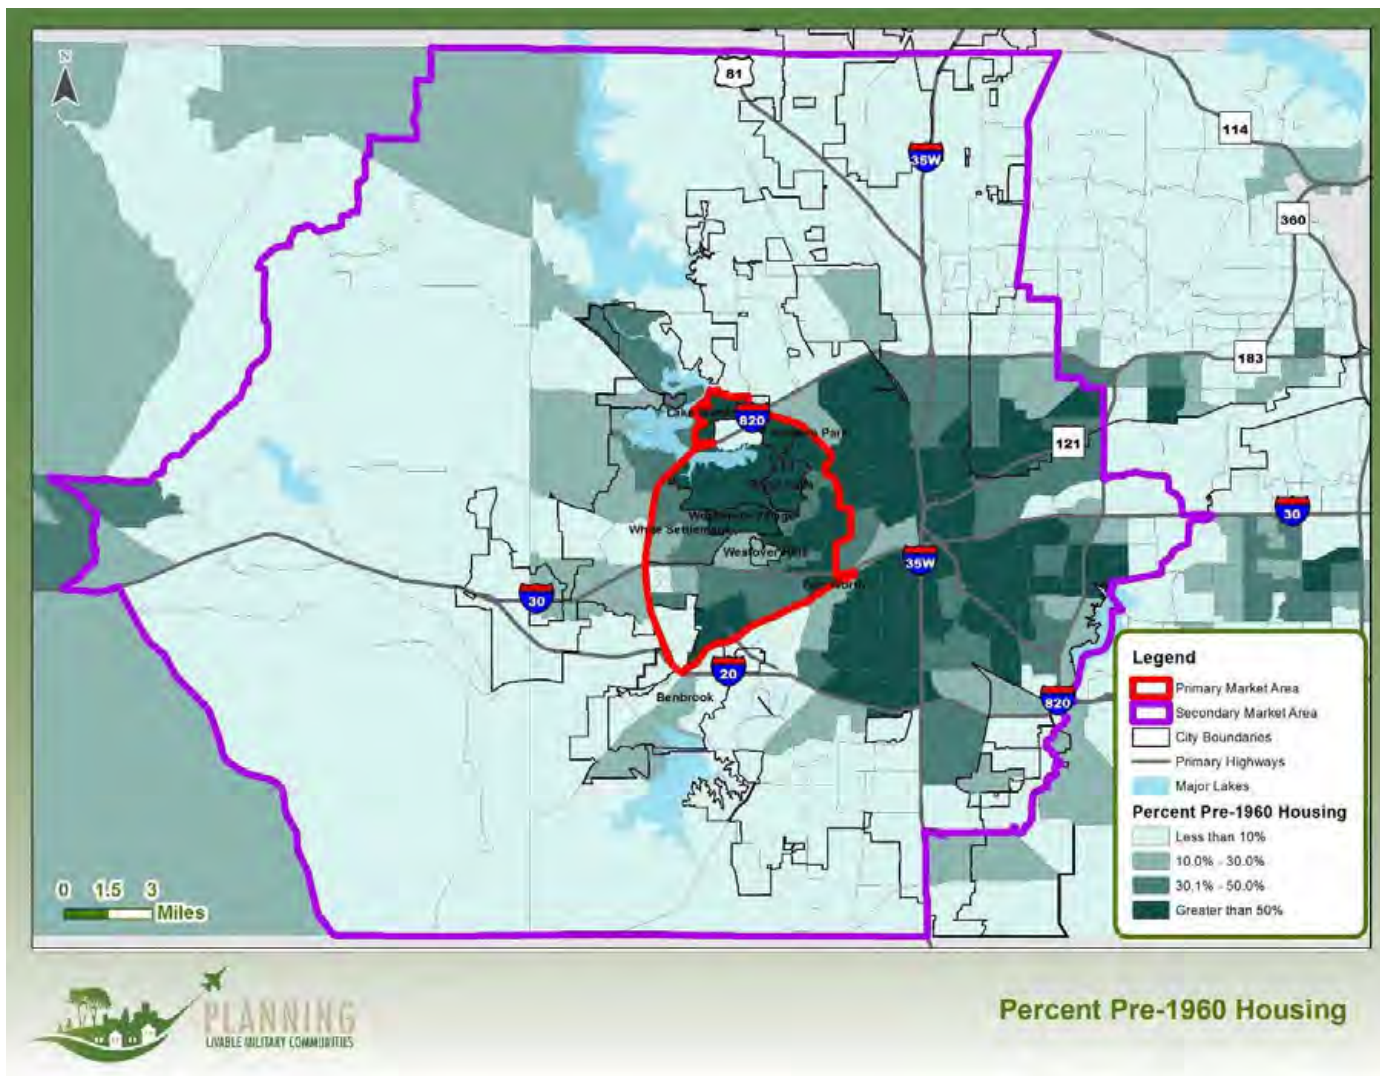 N
81
35W
114
360
183
820
121
30
White Settlement
Westover Hills
35W
30
20
Benbrook
820
Legend
Primary Market Area
Secondary Market Area
City Boundaries
Primary Highways
Major Lakes
Percent Pre-1960 Housing
Less than 10%
10.0% - 30.0%
30.1% - 50.0%
Greater than 50%
0 1.5 3
Miles
PLANNING
LIVABLE MILITARY COMMUNITIES
Percent Pre-1960 Housing